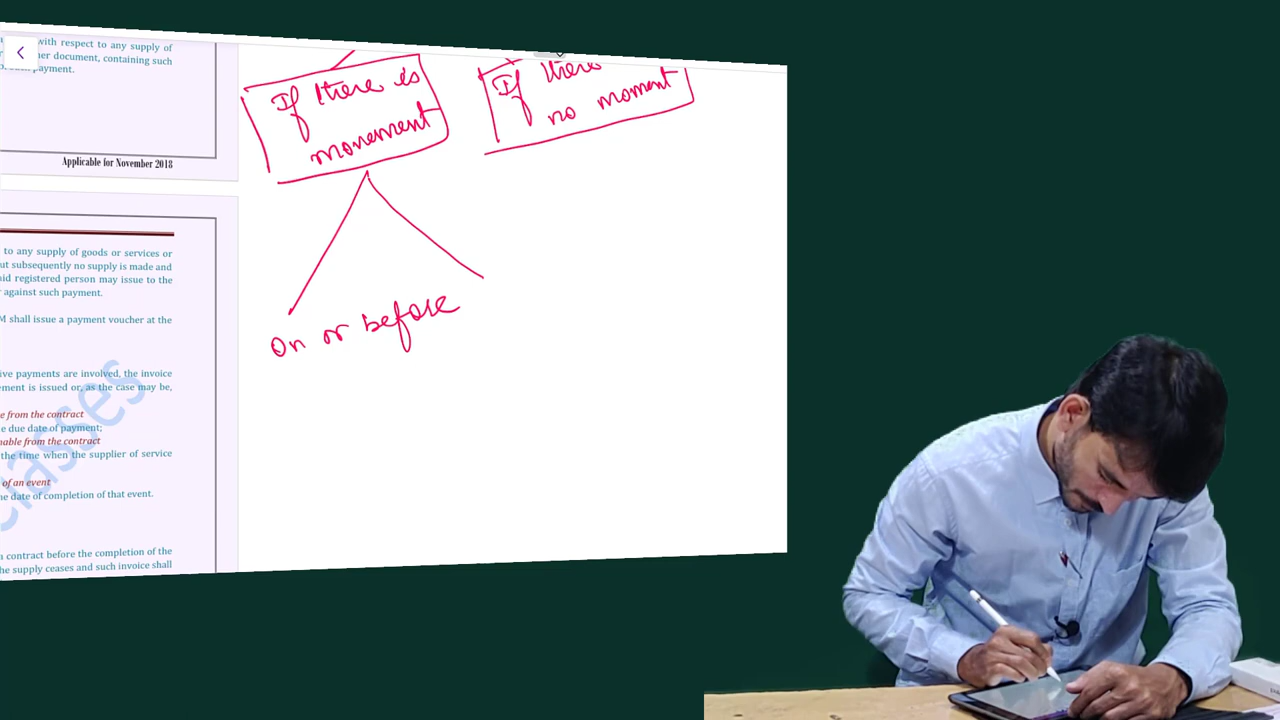 with respect to any supply of
her document, containing such
payment.
Applicable for November 2018
to any supply of goods or services or
ut subsequently no supply is made and
aid registered person may issue to the
against such payment.
M shall issue a payment voucher at the
ive payments are involved, the invoice
ement is issued or, as the case may be,
e from the contract
e due date of payment;
nable from the contract
the time when the supplier of service
of an event
he date of completion of that event.
n contract before the completion of the
he supply ceases and such invoice shall
Classes
If there is
movement
If there
no moment
On or before